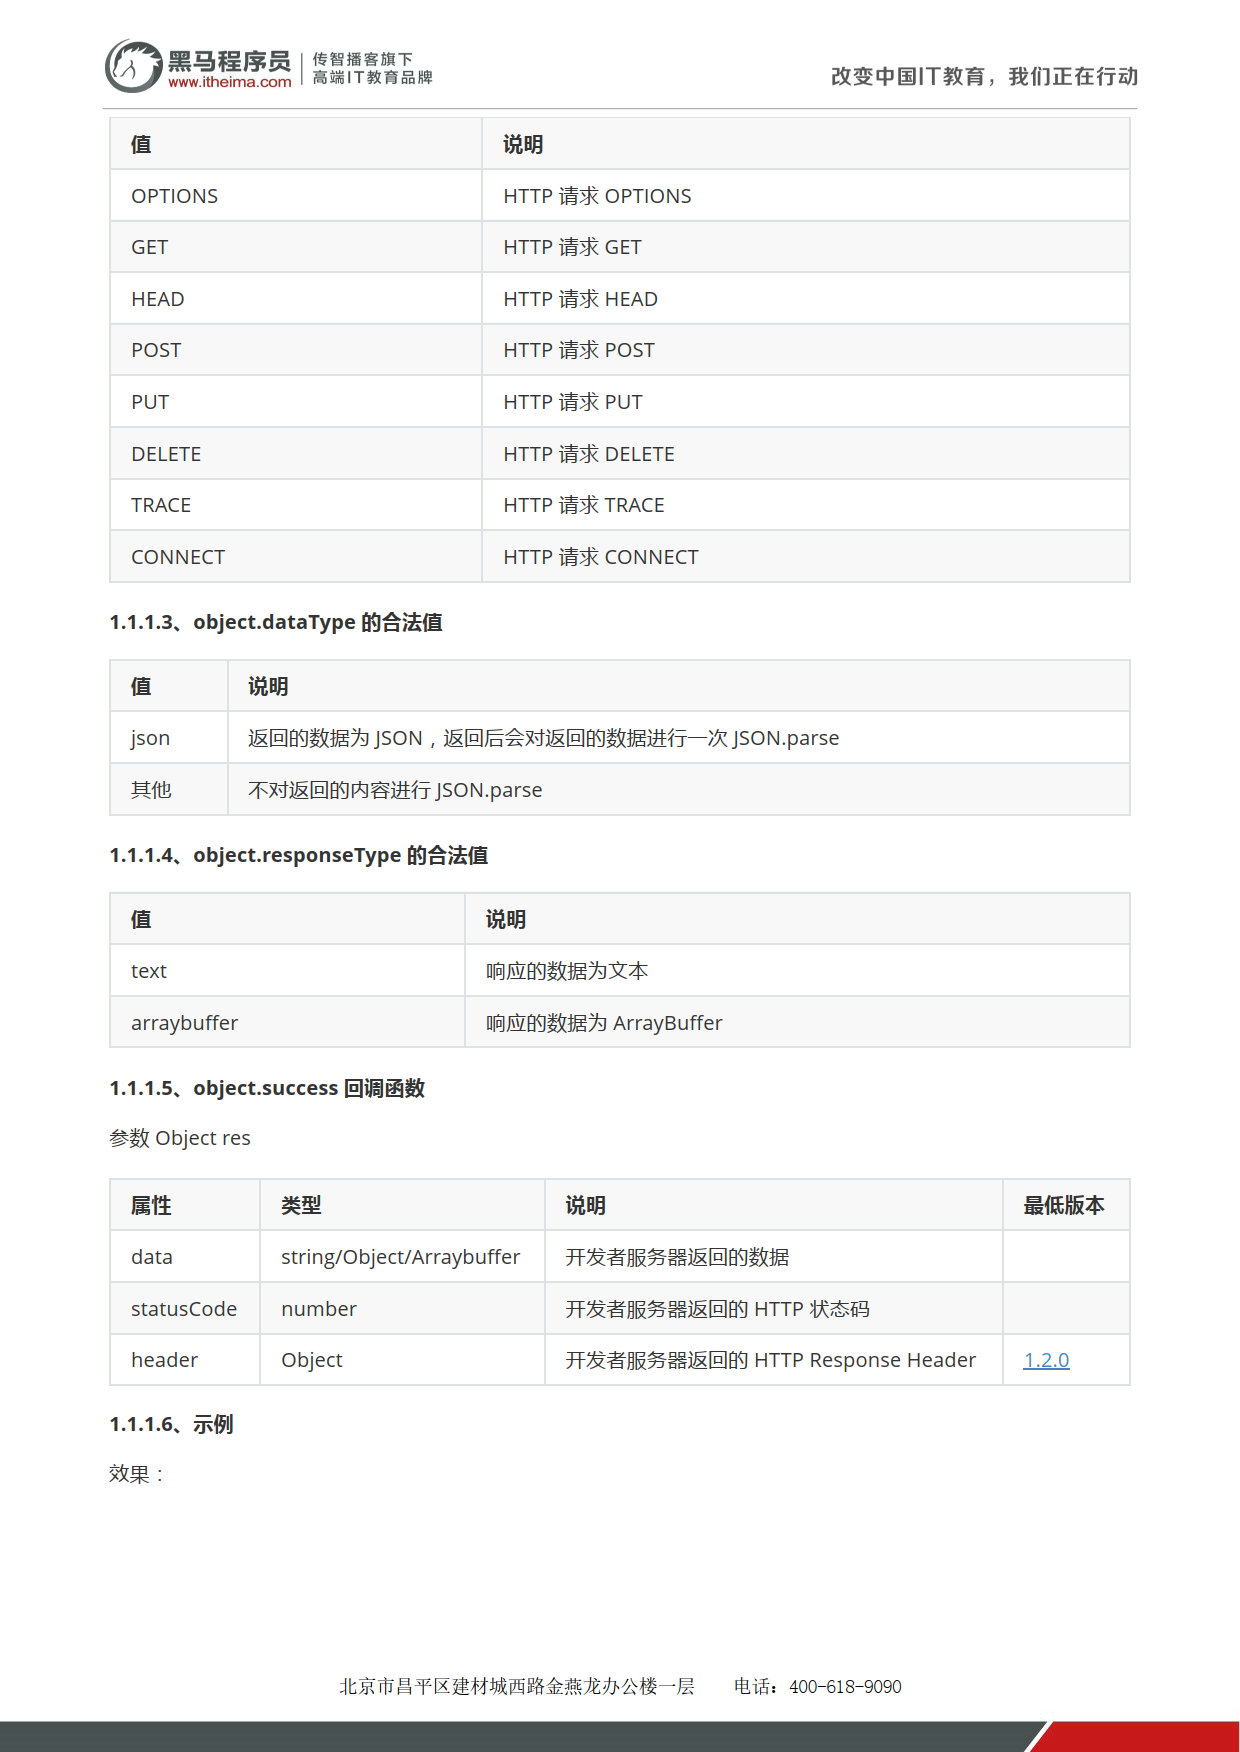 黑马程序员
www.itheima.com
传智播客旗下
高端IT教育品牌
改变中国IT教育，我们正在行动
值 说明
OPTIONS HTTP 请求 OPTIONS
GET HTTP 请求 GET
HEAD HTTP 请求 HEAD
POST HTTP 请求 POST
PUT HTTP 请求 PUT
DELETE HTTP 请求 DELETE
TRACE HTTP 请求 TRACE
CONNECT HTTP 请求 CONNECT
1.1.1.3、object.dataType 的合法值
值 说明
json 返回的数据为 JSON，返回后会对返回的数据进行一次 JSON.parse
其他 不对返回的内容进行 JSON.parse
1.1.1.4、object.responseType 的合法值
值 说明
text 响应的数据为文本
arraybuffer 响应的数据为 ArrayBuffer
1.1.1.5、object.success 回调函数
参数 Object res
属性 类型 说明 最低版本
data string/Object/Arraybuffer 开发者服务器返回的数据
statusCode number 开发者服务器返回的 HTTP 状态码
header Object 开发者服务器返回的 HTTP Response Header 1.2.0
1.1.1.6、示例
效果：
北京市昌平区建材城西路金燕龙办公楼一层 电话：400-618-9090